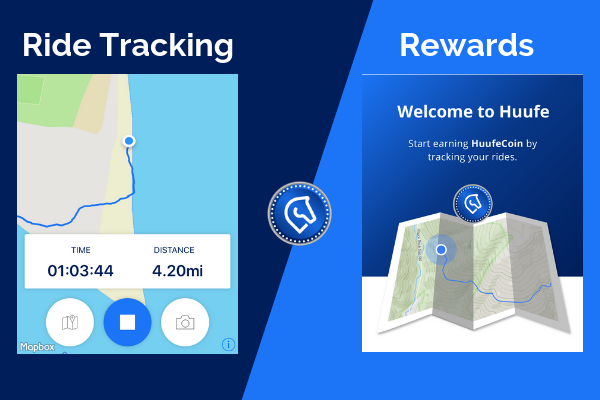 Ride Tracking
TIME DISTANCE
01:03:44 4.20mi
Mapbox
i
Rewards
Welcome to Huufe
Start earning HuufeCoin by
tracking your rides.